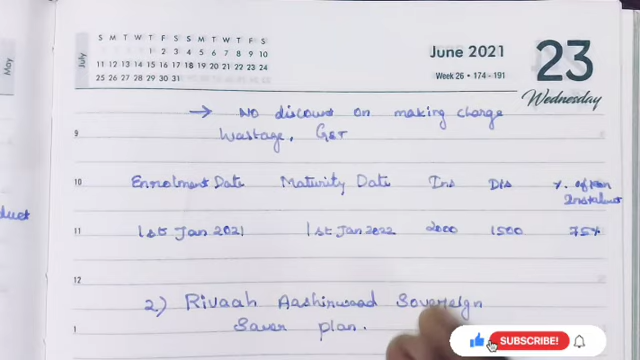 S M T W T F S S M T W T F S
1 2 3 4 5 6 7 8 9 10
11 12 13 14 15 16 17 18 19 20 21 22 23 24
25 26 27 28 29 30 31
July
May
June 2021
Week 26 • 174 - 191
23
Wednesday
→ No discount on making charge
9
Wastage, GST
10
Enrolment Date Maturity Date Ins Dis % of
Instalment
duct
11
1st Jan 2021 1st Jan 2022 2000 1500 75%
12
2) Rivaah Aashirwaad Sovereign
1
Saver plan.
SUBSCRIBE!